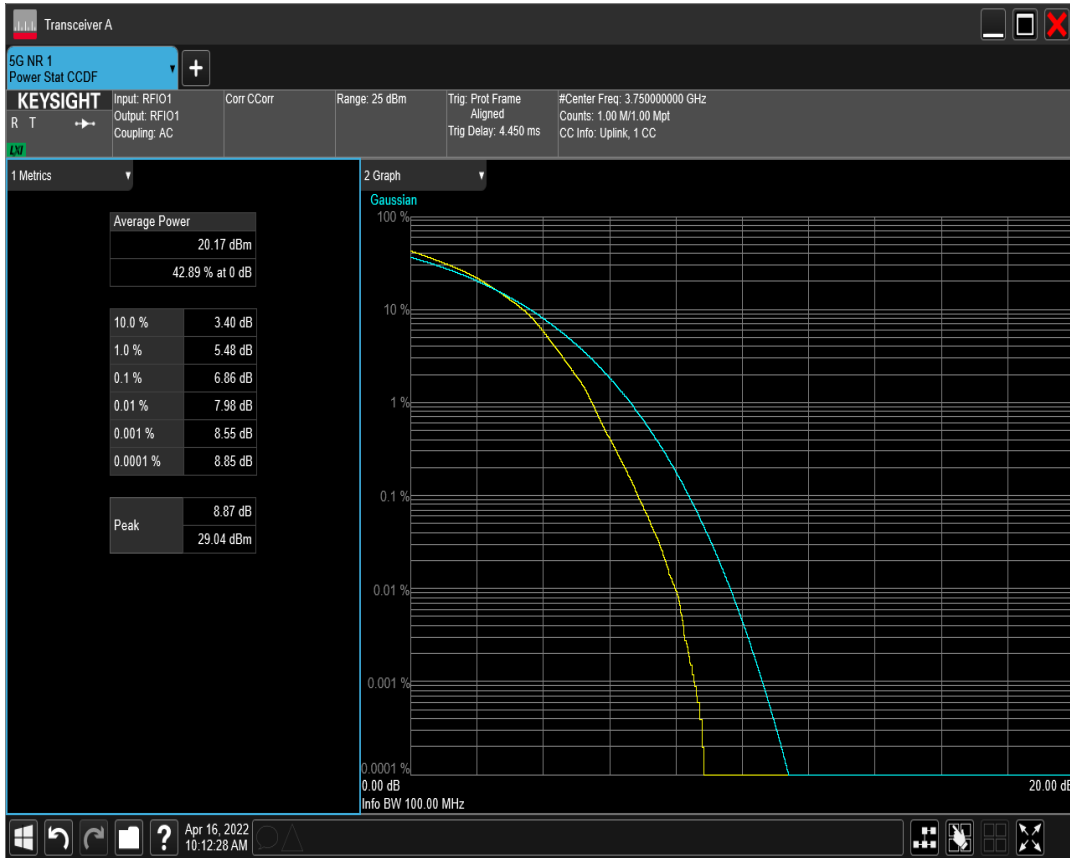 Transceiver A
5G NR 1
Power Stat CCDF
+
KEYSIGHT
R T
LXI
Input: RFIO1
Output: RFIO1
Coupling: AC
Corr CCorr
Range: 25 dBm
Trig: Prot Frame
Aligned
Trig Delay: 4.450 ms
#Center Freq: 3.750000000 GHz
Counts: 1.00 M/1.00 Mpt
CC Info: Uplink, 1 CC
1 Metrics
Average Power
20.17 dBm
42.89 % at 0 dB
10.0 % 3.40 dB
1.0 % 5.48 dB
0.1 % 6.86 dB
0.01 % 7.98 dB
0.001 % 8.55 dB
0.0001 % 8.85 dB
Peak
8.87 dB
29.04 dBm
2 Graph
Gaussian
100 %
10 %
1 %
0.1 %
0.01 %
0.001 %
0.0001 %
0.00 dB 20.00 dB
Info BW 100.00 MHz
?
Apr 16, 2022
10:12:28 AM